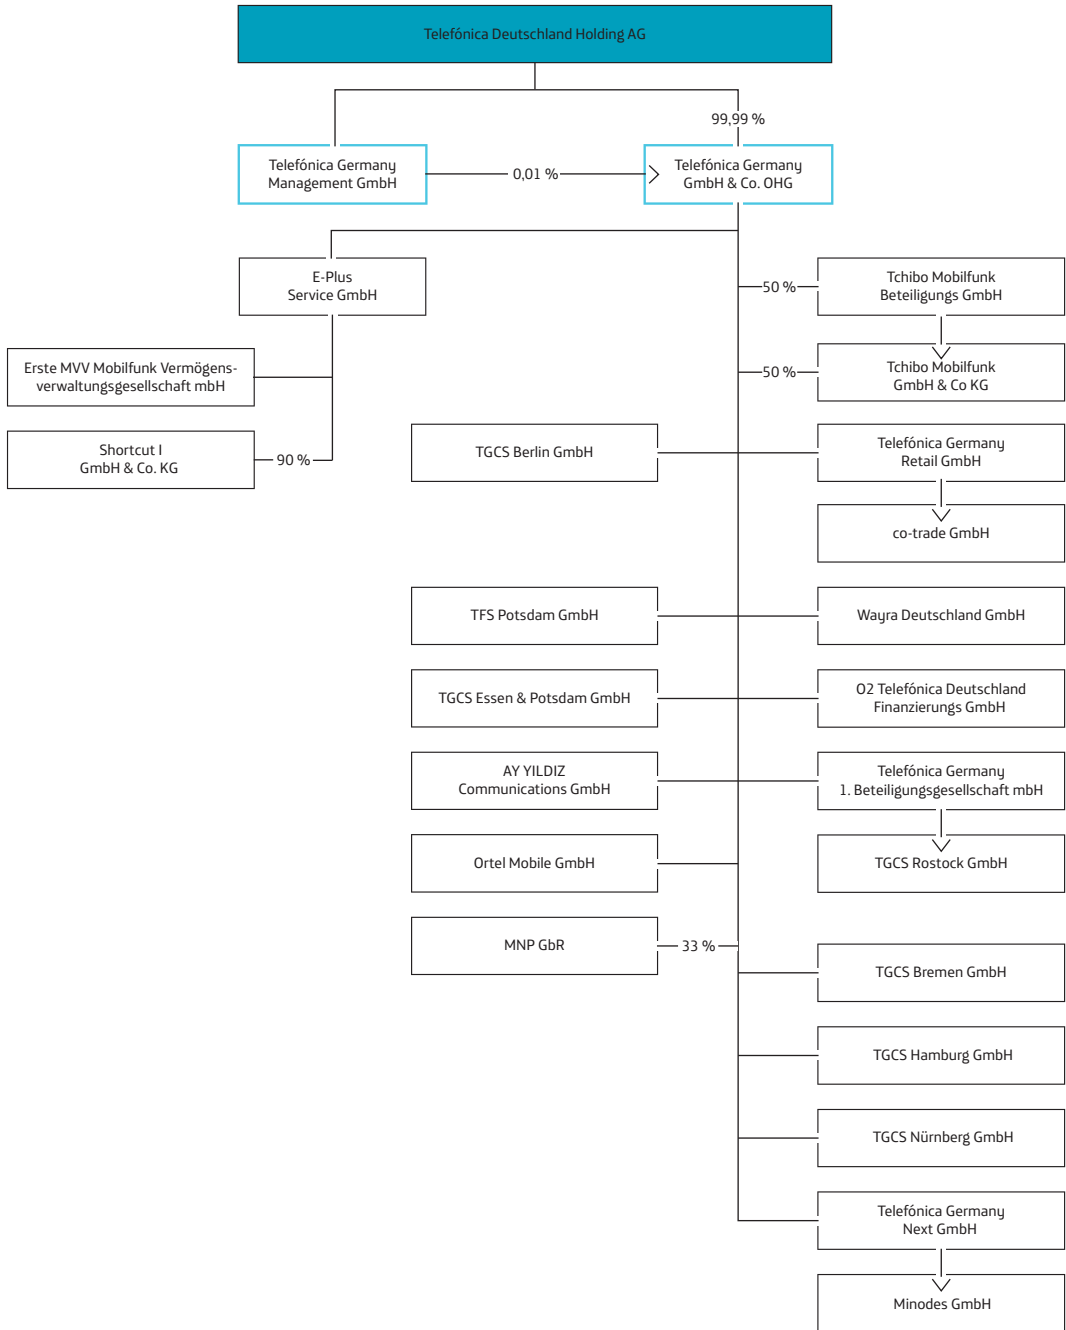 Telefónica Deutschland Holding AG
99,99 %
Telefónica Germany
Management GmbH
0,01 %
Telefónica Germany
GmbH & Co. OHG
E-Plus
Service GmbH
50 %
Tchibo Mobilfunk
Beteiligungs GmbH
Erste MVV Mobilfunk Vermögens-
verwaltungsgesellschaft mbH
50 %
Tchibo Mobilfunk
GmbH & Co KG
Shortcut I
GmbH & Co. KG
90 %
TGCS Berlin GmbH
Telefónica Germany
Retail GmbH
co-trade GmbH
TFS Potsdam GmbH
Wayra Deutschland GmbH
TGCS Essen & Potsdam GmbH
O2 Telefónica Deutschland
Finanzierungs GmbH
AY YILDIZ
Communications GmbH
Telefónica Germany
1. Beteiligungsgesellschaft mbH
Ortel Mobile GmbH
TGCS Rostock GmbH
MNP GbR
33 %
TGCS Bremen GmbH
TGCS Hamburg GmbH
TGCS Nürnberg GmbH
Telefónica Germany
Next GmbH
Minodes GmbH